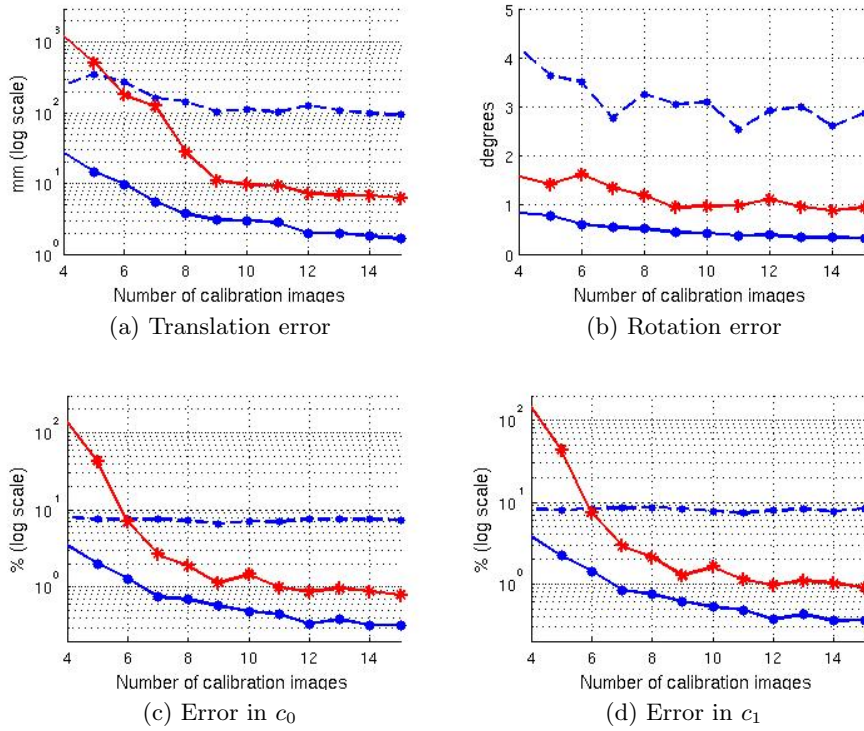 10^3
10^2
10^1
10^0
mm (log scale)
4 6 8 10 12 14
Number of calibration images
(a) Translation error
5
4
3
2
1
0
degrees
4 6 8 10 12 14
Number of calibration images
(b) Rotation error
10^2
10^1
10^0
% (log scale)
4 6 8 10 12 14
Number of calibration images
(c) Error in c_0
10^2
10^1
10^0
% (log scale)
4 6 8 10 12 14
Number of calibration images
(d) Error in c_1